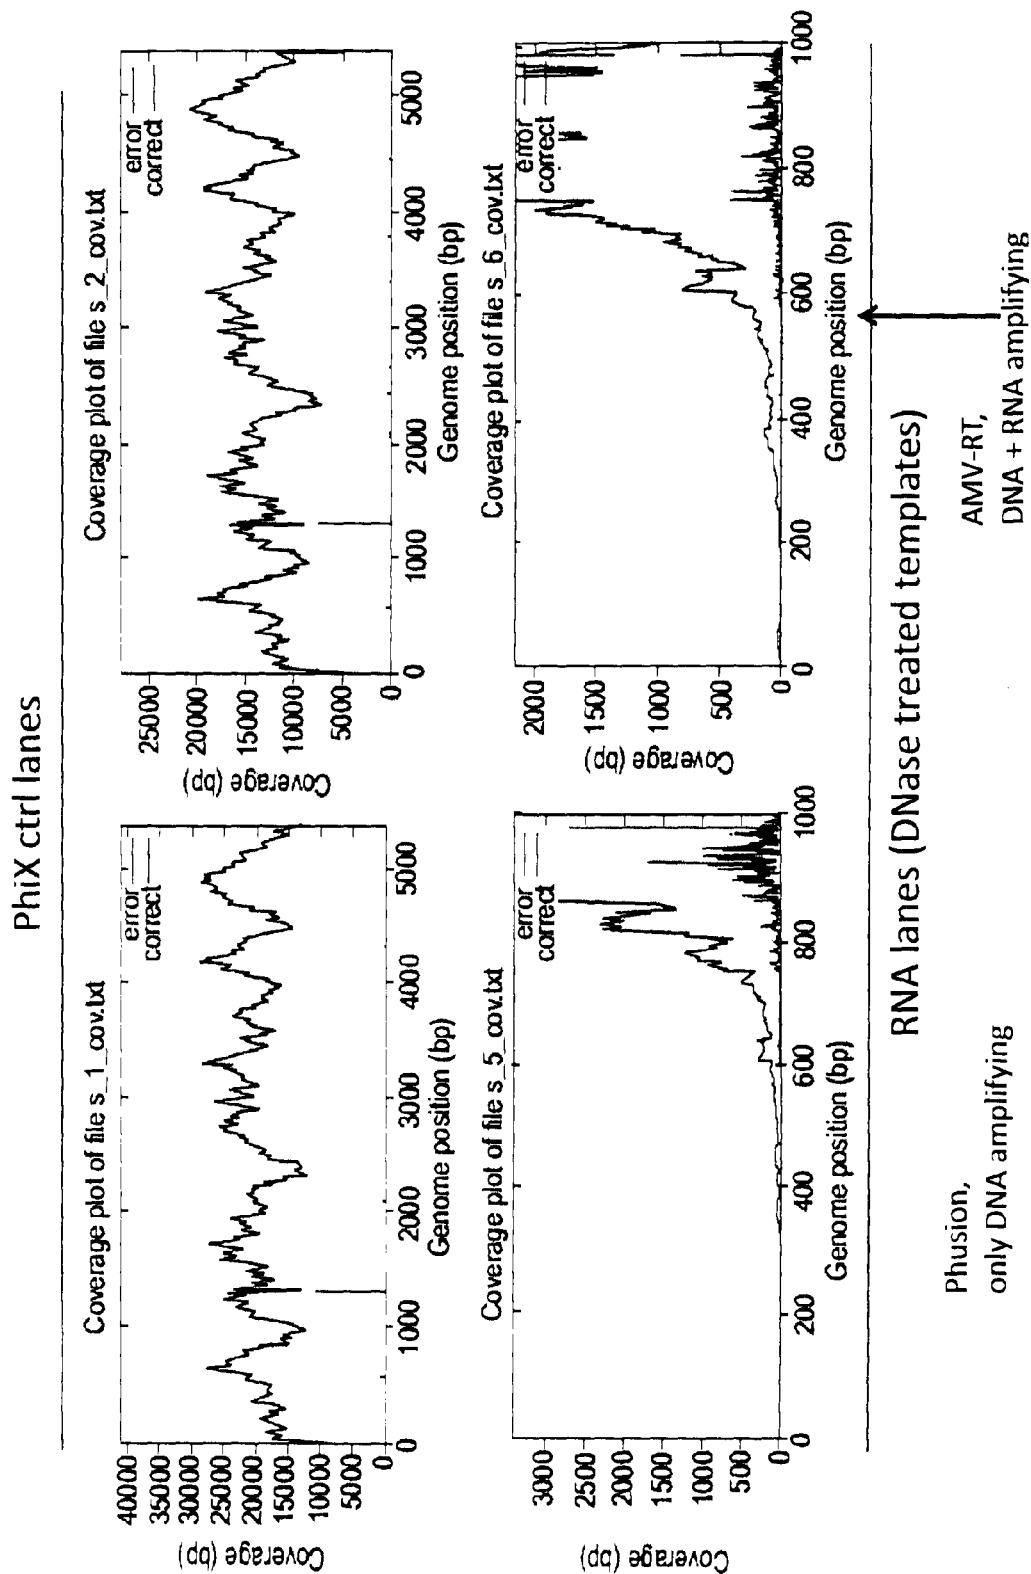 PhiX ctrl lanes
Coverage plot of file s_1_cov.txt
error
correct
Coverage (bp)
40000
35000
30000
25000
20000
15000
10000
5000
0
0
1000
2000
3000
4000
5000
Genome position (bp)
Coverage plot of file s_2_cov.txt
error
correct
Coverage (bp)
25000
20000
15000
10000
5000
0
0
1000
2000
3000
4000
5000
Genome position (bp)
Coverage plot of file s_5_cov.txt
error
correct
Coverage (bp)
3000
2500
2000
1500
1000
500
0
0
200
400
600
800
1000
Genome position (bp)
Coverage plot of file s_6_cov.txt
error
correct
Coverage (bp)
2000
1500
1000
500
0
0
200
400
600
800
1000
Genome position (bp)
RNA lanes (DNase treated templates)
Phusion,
only DNA amplifying
AMV-RT,
DNA + RNA amplifying